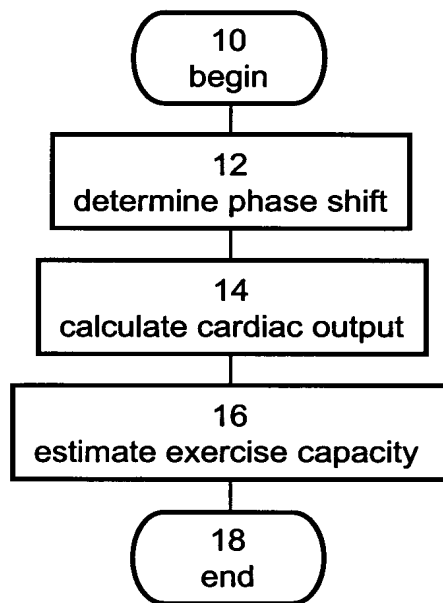 10
begin
12
determine phase shift
14
calculate cardiac output
16
estimate exercise capacity
18
end